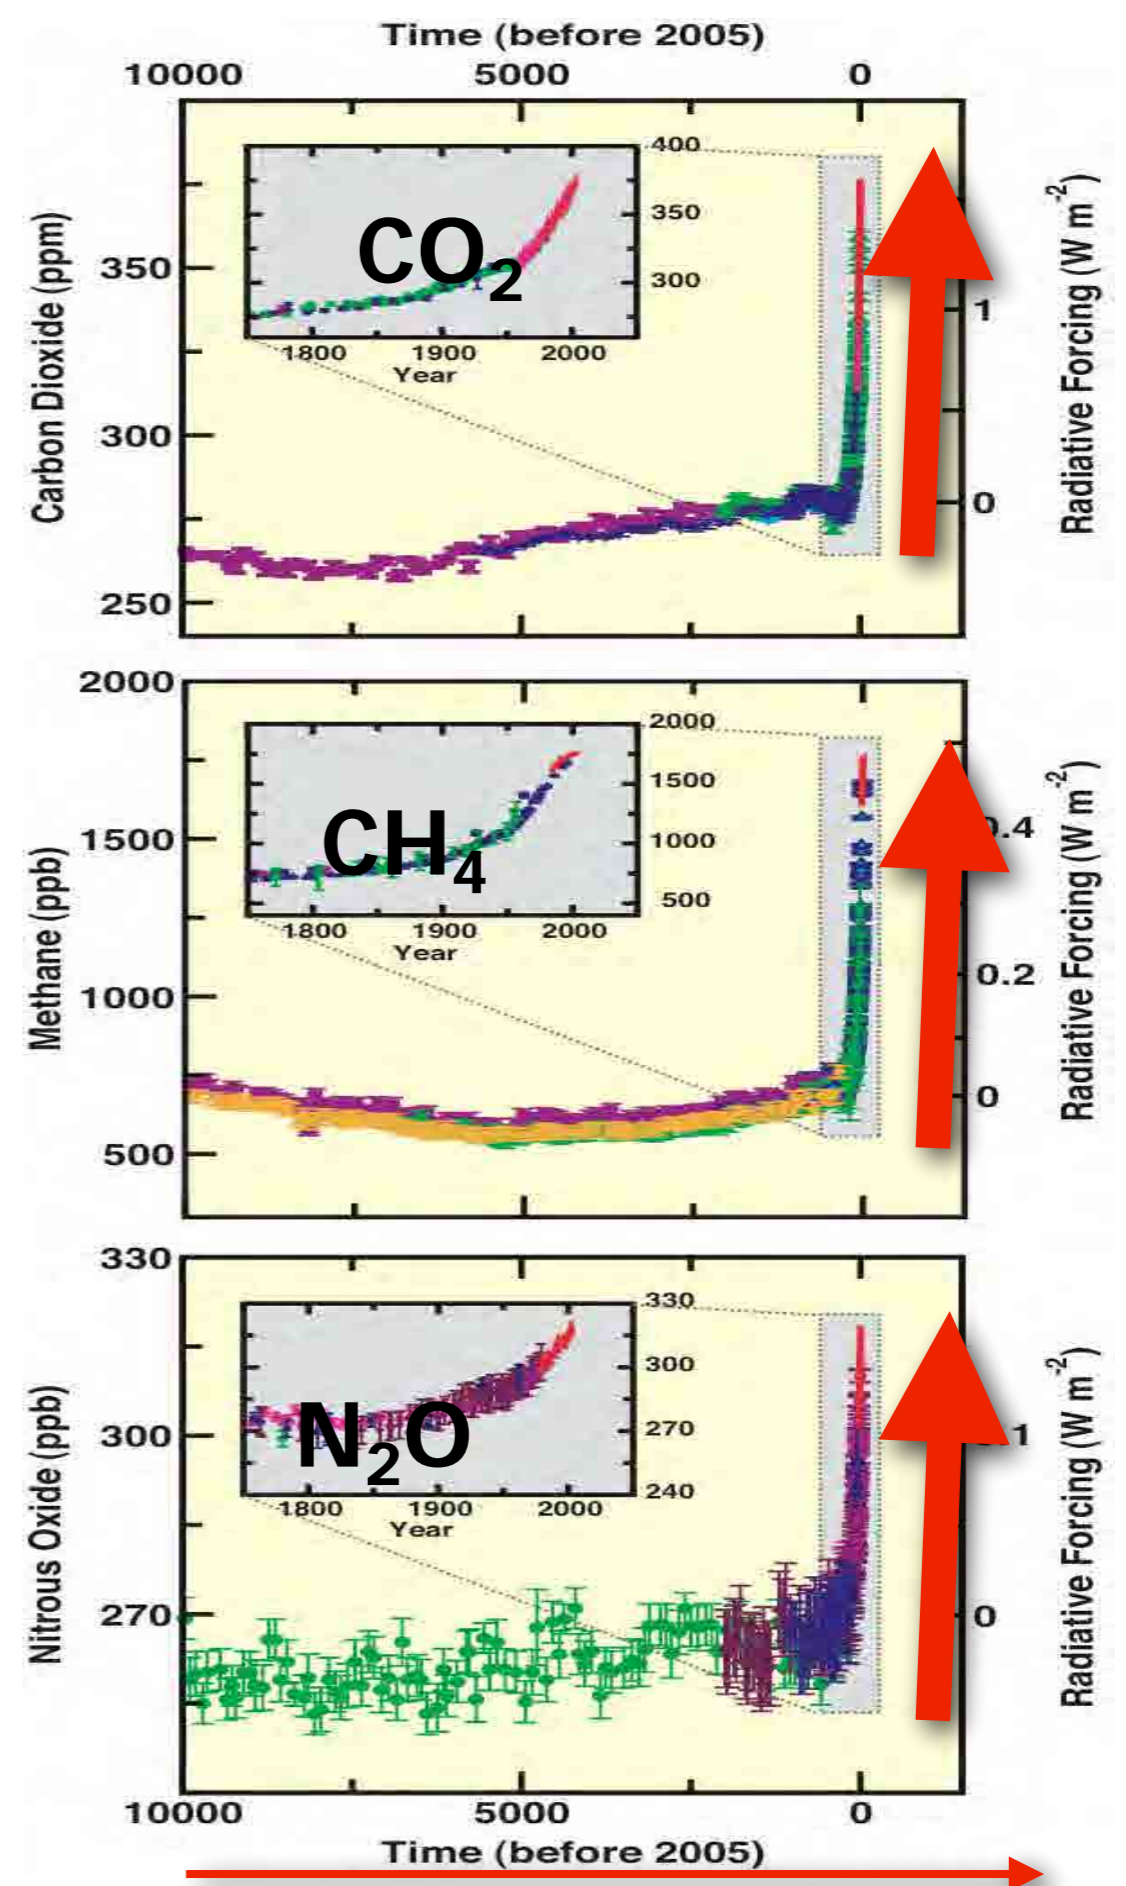 Time (before 2005)
10000 5000 0
Carbon Dioxide (ppm)
350
300
250
400
350
300
CO2
1800 1900 2000
Year
1
0
Radiative Forcing (W m-2)
2000
1500
1000
500
Methane (ppb)
2000
1500
1000
500
CH4
1800 1900 2000
Year
0.4
0.2
0
Radiative Forcing (W m-2)
330
300
270
Nitrous Oxide (ppb)
330
300
270
240
N2O
1800 1900 2000
Year
0
Radiative Forcing (W m-2)
10000 5000 0
Time (before 2005)